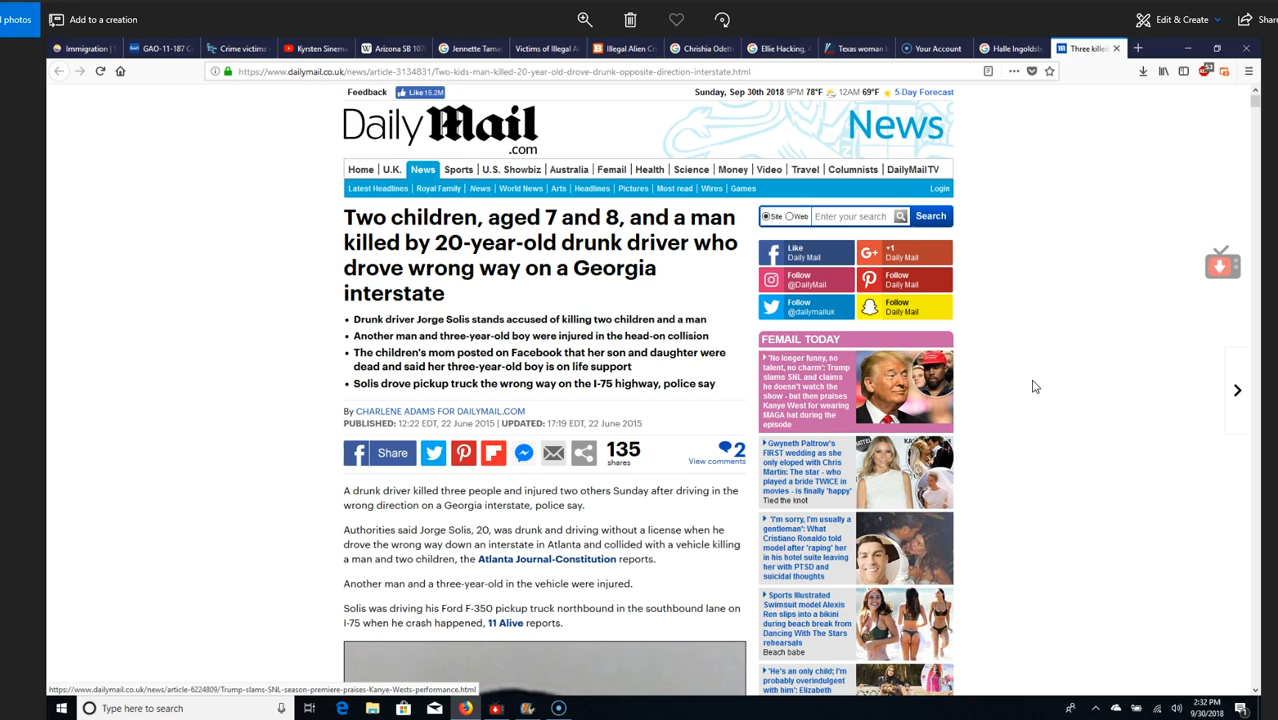 l photos
Add to a creation
Edit & Create
Share
Immigration | S
GAO-11-187 C
Crime victims
Kyrsten Sinema
Arizona SB 107
Jennette Tama
Victims of Illegal A
Illegal Alien Cr
Chrishia Odett
Ellie Hacking, 4
Texas woman b
Your Account
Halle Ingoldsb
Three killed
https://www.dailymail.co.uk/news/article-3134831/Two-kids-man-killed-20-year-old-drove-drunk-opposite-direction-interstate.html
Feedback
Like 15.2M
Sunday, Sep 30th 2018 9PM 78°F 12AM 69°F 5-Day Forecast
Daily Mail
.com
News
Home U.K. News Sports U.S. Showbiz Australia Femail Health Science Money Video Travel Columnists DailyMailTV
Latest Headlines Royal Family News World News Arts Headlines Pictures Most read Wires Games Login
Two children, aged 7 and 8, and a man
killed by 20-year-old drunk driver who
drove wrong way on a Georgia
interstate
• Drunk driver Jorge Solis stands accused of killing two children and a man
• Another man and three-year-old boy were injured in the head-on collision
• The children's mom posted on Facebook that her son and daughter were
dead and said her three-year-old boy is on life support
• Solis drove pickup truck the wrong way on the I-75 highway, police say
By CHARLENE ADAMS FOR DAILYMAIL.COM
PUBLISHED: 12:22 EDT, 22 June 2015 | UPDATED: 17:19 EDT, 22 June 2015
Share
135
shares
2
View comments
A drunk driver killed three people and injured two others Sunday after driving in the
wrong direction on a Georgia interstate, police say.
Authorities said Jorge Solis, 20, was drunk and driving without a license when he
drove the wrong way down an interstate in Atlanta and collided with a vehicle killing
a man and two children, the Atlanta Journal-Constitution reports.
Another man and a three-year-old in the vehicle were injured.
Solis was driving his Ford F-350 pickup truck northbound in the southbound lane on
I-75 when he crash happened, 11 Alive reports.
Site Web Enter your search Search
Like
Daily Mail
+1
Daily Mail
Follow
@DailyMail
Follow
Daily Mail
Follow
@dailymailuk
Follow
Daily Mail
FEMAIL TODAY
'No longer funny, no
talent, no charm': Trump
slams SNL and claims
he doesn't watch the
show - but then praises
Kanye West for wearing
MAGA hat during the
episode
Gwyneth Paltrow's
FIRST wedding as she
only eloped with Chris
Martin: The star - who
played a bride TWICE in
movies - is finally 'happy'
Tied the knot
'I'm sorry, I'm usually a
gentleman': What
Cristiano Ronaldo told
model after 'raping' her
in his hotel suite leaving
her with PTSD and
suicidal thoughts
Sports Illustrated
Swimsuit model Alexis
Ren slips into a bikini
during beach break from
Dancing With The Stars
rehearsals
Beach babe
'He's an only child; I'm
probably overindulgent
with him': Elizabeth
https://www.dailymail.co.uk/news/article-6224809/Trump-slams-SNL-season-premiere-praises-Kanye-Wests-performance.html
Type here to search
2:32 PM
9/30/2018